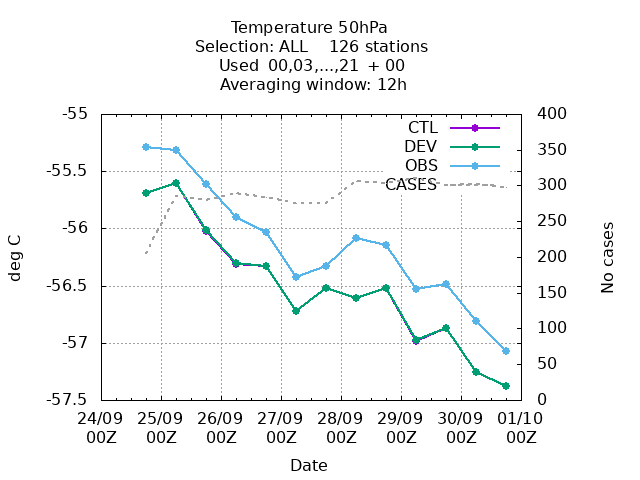 Temperature 50hPa
Selection: ALL    126 stations
Used  00,03,...,21  + 00
Averaging window: 12h
-55
-55.5
-56
-56.5
-57
-57.5
400
350
300
250
200
150
100
50
0
CTL
DEV
OBS
CASES
deg C
No cases
24/09 25/09 26/09 27/09 28/09 29/09 30/09 01/10
00Z 00Z 00Z 00Z 00Z 00Z 00Z 00Z
Date